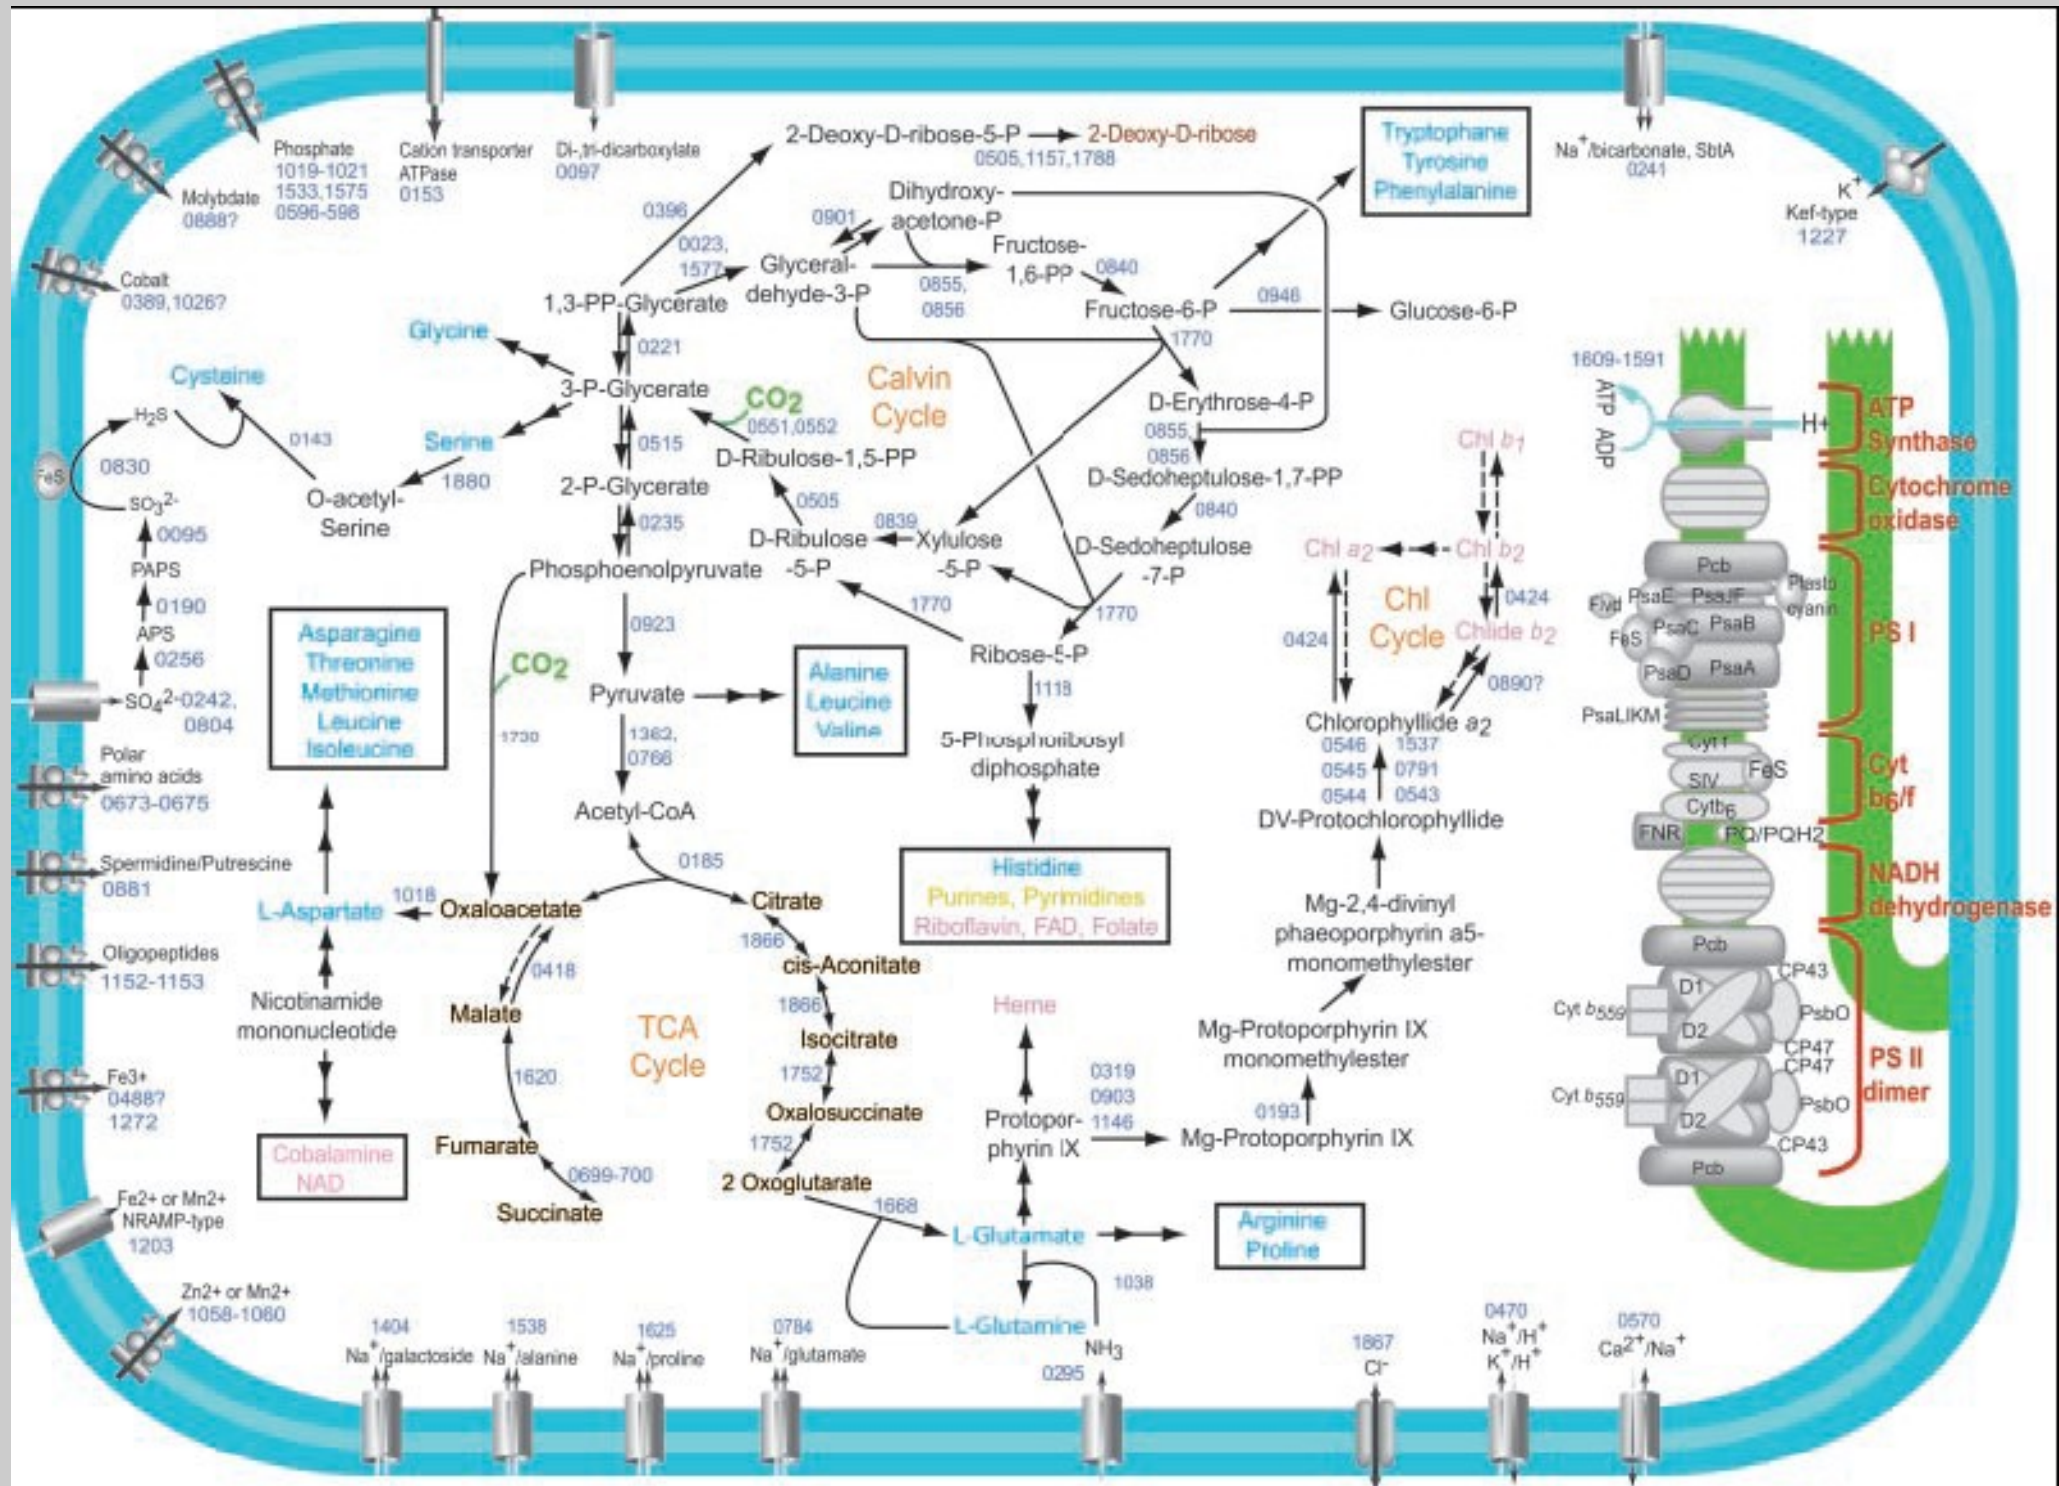 Phosphate
1019-1021
1533,1575
0596-598
Molybdate
0888?
Cation transporter
ATPase
0153
Di-,tri-dicarboxylate
0097
Na+/bicarbonate, SbtA
0241
K+
Kef-type
1227
Cobalt
0389,1026?
2-Deoxy-D-ribose-5-P
2-Deoxy-D-ribose
0505,1157,1788
0396
Tryptophane
Tyrosine
Phenylalanine
Dihydroxy-
acetone-P
0901
0023,
1577
Glyceral-
dehyde-3-P
0855,
0856
Fructose-
1,6-PP
0840
1,3-PP-Glycerate
Fructose-6-P
0946
Glucose-6-P
1770
Glycine
0221
Cysteine
3-P-Glycerate
CO2
0551,0552
Calvin
Cycle
D-Erythrose-4-P
0855,
0856
H2S
0143
Serine
0515
D-Ribulose-1,5-PP
FeS
0830
1880
2-P-Glycerate
D-Sedoheptulose-1,7-PP
O-acetyl-
Serine
0505
0840
SO3 2-
0095
0235
D-Ribulose
-5-P
0839
Xylulose
-5-P
D-Sedoheptulose
-7-P
PAPS
0190
Phosphoenolpyruvate
1770
1770
APS
0256
Asparagine
Threonine
Methionine
Leucine
Isoleucine
0923
CO2
Ribose-5-P
SO4 2-
0242,
0804
Pyruvate
Alanine
Leucine
Valine
1118
1730
1362,
0766
5-Phosphoribosyl
diphosphate
Polar
amino acids
0673-0675
Acetyl-CoA
Spermidine/Putrescine
0881
0185
Histidine
Purines, Pyrimidines
Riboflavin, FAD, Folate
L-Aspartate
1018
Oxaloacetate
Citrate
1866
cis-Aconitate
Oligopeptides
1152-1153
0418
1866
Nicotinamide
mononucleotide
Malate
TCA
Cycle
Isocitrate
1752
Fe3+
0488?
1272
1620
Oxalosuccinate
1752
Cobalamine
NAD
Fumarate
0699-700
Succinate
2 Oxoglutarate
1668
Fe2+ or Mn2+
NRAMP-type
1203
L-Glutamate
Arginine
Proline
1038
L-Glutamine
NH3
0295
Zn2+ or Mn2+
1058-1060
Heme
Protopor-
phyrin IX
0319
0903
1146
Mg-Protoporphyrin IX
0193
Mg-Protoporphyrin IX
monomethylester
Mg-2,4-divinyl
phaeoporphyrin a5-
monomethylester
DV-Protochlorophyllide
0546 1537
0545 0791
0544 0543
Chlorophyllide a2
0424
0890?
Chl
Cycle
Chlide b2
0424
Chl a2
Chl b2
Chl b1
1609-1591
ATP
ADP
H+
ATP
Synthase
Cytochrome
oxidase
Pcb
Plasto
cyanin
Flvd
PsaE
PsaJF
FeS
PsaC
PsaB
PsaD
PsaA
PsaLIKM
PS I
Cyt f
SIV
FeS
Cytb6
Cyt
b6/f
FNR
PQ/PQH2
NADH
dehydrogenase
Pcb
CP43
D1
Cyt b559
D2
PsbO
CP47
CP47
D1
Cyt b559
D2
PsbO
CP43
Pcb
PS II
dimer
1404
Na+/galactoside
1538
Na+/alanine
1625
Na+/proline
0784
Na+/glutamate
1867
Cl-
0470
Na+/H+
K+/H+
0570
Ca2+/Na+